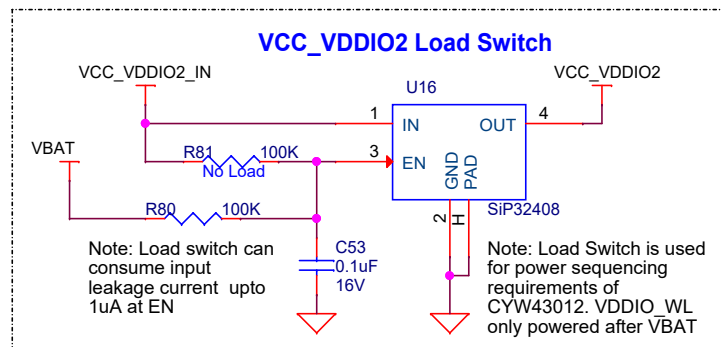 VCC_VDDIO2 Load Switch
VCC_VDDIO2_IN
VCC_VDDIO2
U16
1
IN
OUT
4
VBAT
R81
100K
No Load
3
EN
GND
PAD
R80
100K
2
H
SiP32408
Note: Load switch can
consume input
leakage current upto
1uA at EN
C53
0.1uF
16V
Note: Load Switch is used
for power sequencing
requirements of
CYW43012. VDDIO_WL
only powered after VBAT